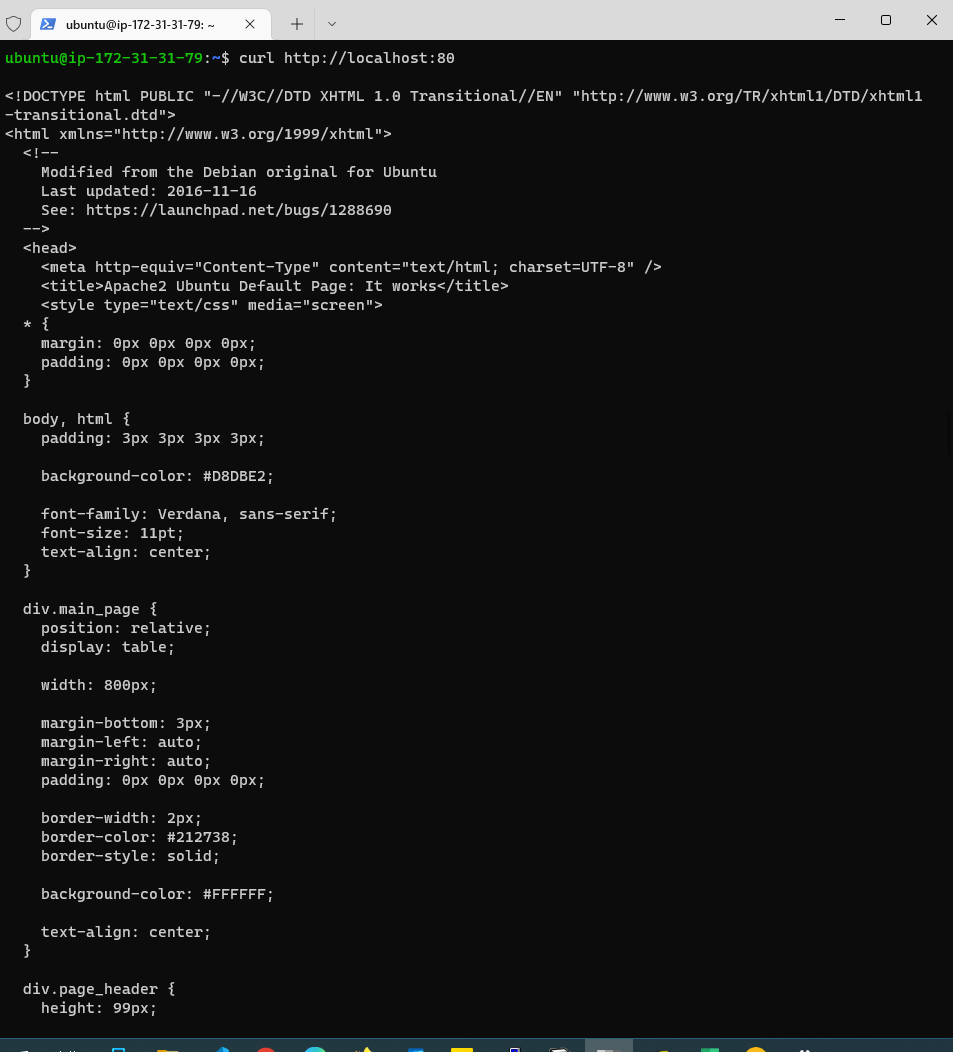 ubuntu@ip-172-31-31-79: ~
ubuntu@ip-172-31-31-79:~$ curl http://localhost:80
<!DOCTYPE html PUBLIC "-//W3C//DTD XHTML 1.0 Transitional//EN" "http://www.w3.org/TR/xhtml1/DTD/xhtml1
-transitional.dtd">
<html xmlns="http://www.w3.org/1999/xhtml">
  <!--
    Modified from the Debian original for Ubuntu
    Last updated: 2016-11-16
    See: https://launchpad.net/bugs/1288690
  -->
  <head>
    <meta http-equiv="Content-Type" content="text/html; charset=UTF-8" />
    <title>Apache2 Ubuntu Default Page: It works</title>
    <style type="text/css" media="screen">
  * {
    margin: 0px 0px 0px 0px;
    padding: 0px 0px 0px 0px;
  }
  body, html {
    padding: 3px 3px 3px 3px;
    background-color: #D8DBE2;
    font-family: Verdana, sans-serif;
    font-size: 11pt;
    text-align: center;
  }
  div.main_page {
    position: relative;
    display: table;
    width: 800px;
    margin-bottom: 3px;
    margin-left: auto;
    margin-right: auto;
    padding: 0px 0px 0px 0px;
    border-width: 2px;
    border-color: #212738;
    border-style: solid;
    background-color: #FFFFFF;
    text-align: center;
  }
  div.page_header {
    height: 99px;